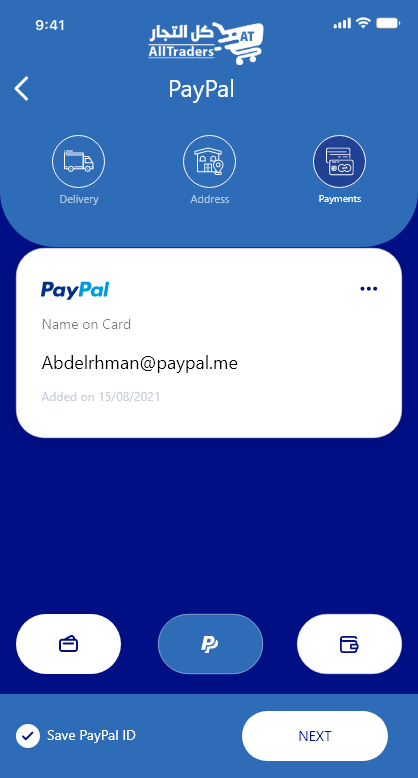 9:41
كل التجار
AT
AllTraders
PayPal
Delivery
Address
Payments
PayPal
Name on Card
Abdelrhman@paypal.me
Added on 15/08/2021
Save PayPal ID
NEXT